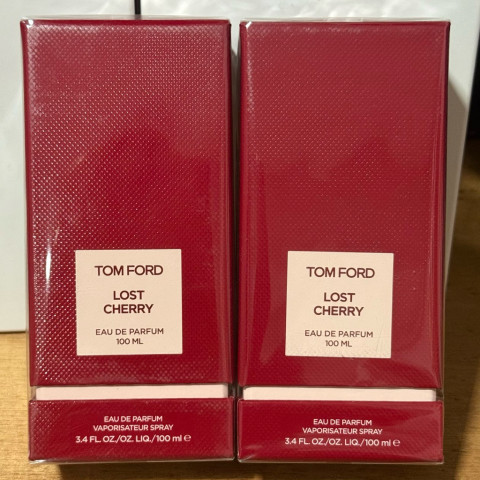 TOM FORD
LOST
CHERRY
EAU DE PARFUM
100 ML
EAU DE PARFUM
VAPORISATEUR SPRAY
3.4 FL. OZ./OZ. LIQ./100 ml ℮
TOM FORD
LOST
CHERRY
EAU DE PARFUM
100 ML
EAU DE PARFUM
VAPORISATEUR SPRAY
3.4 FL. OZ./OZ. LIQ./100 ml ℮